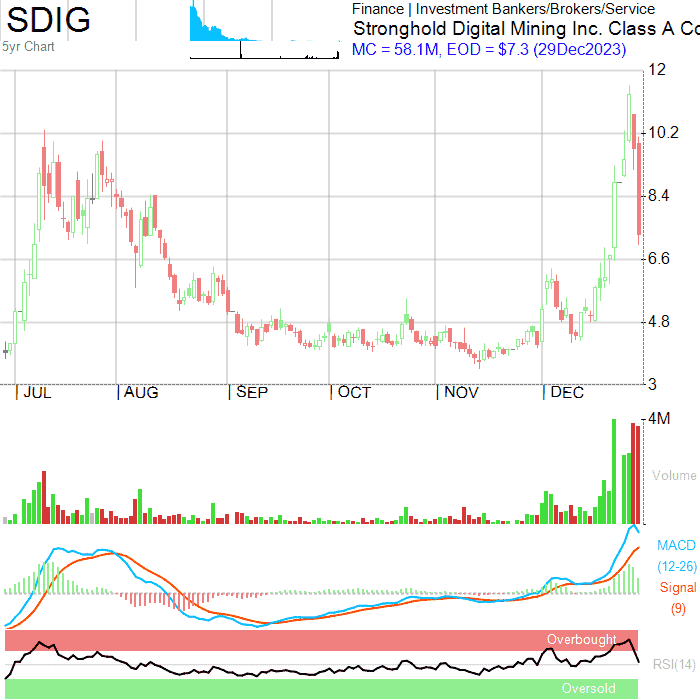 SDIG
5yr Chart
Finance | Investment Bankers/Brokers/Service
Stronghold Digital Mining Inc. Class A Co
MC = 58.1M, EOD = $7.3 (29Dec2023)
12
10.2
8.4
6.6
4.8
3
JUL
AUG
SEP
OCT
NOV
DEC
4M
Volume
MACD
(12-26)
Signal
(9)
Overbought
RSI(14)
Oversold